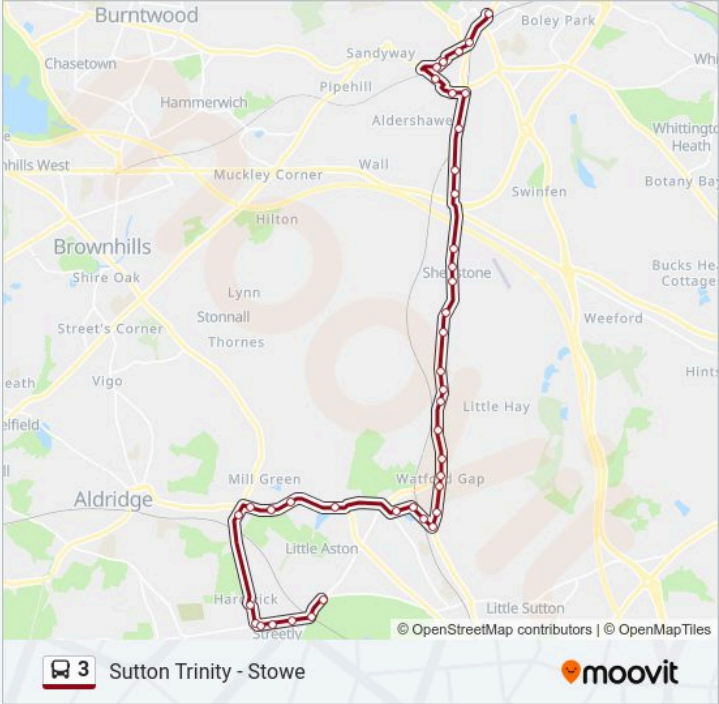 Burntwood
Boley Park
Sandyway
Chasetown
Pipehill
Hammerwich
Aldershawe
Whittingto
Heath
nhills West
Wall
Muckley Corner
Botany Bay
Swinfen
Hilton
Brownhills
Shire Oak
Shenstone
Bucks He
Cottage
Lynn
Stonnall
Weeford
Street's Corner
Thornes
eath
Vigo
Hints
Little Hay
elfield
Mill Green
Watford Gap
Aldridge
Little Aston
Hardwick
Little Sutton
Streetly
© OpenStreetMap contributors | © OpenMapTiles
3 Sutton Trinity - Stowe
moovit